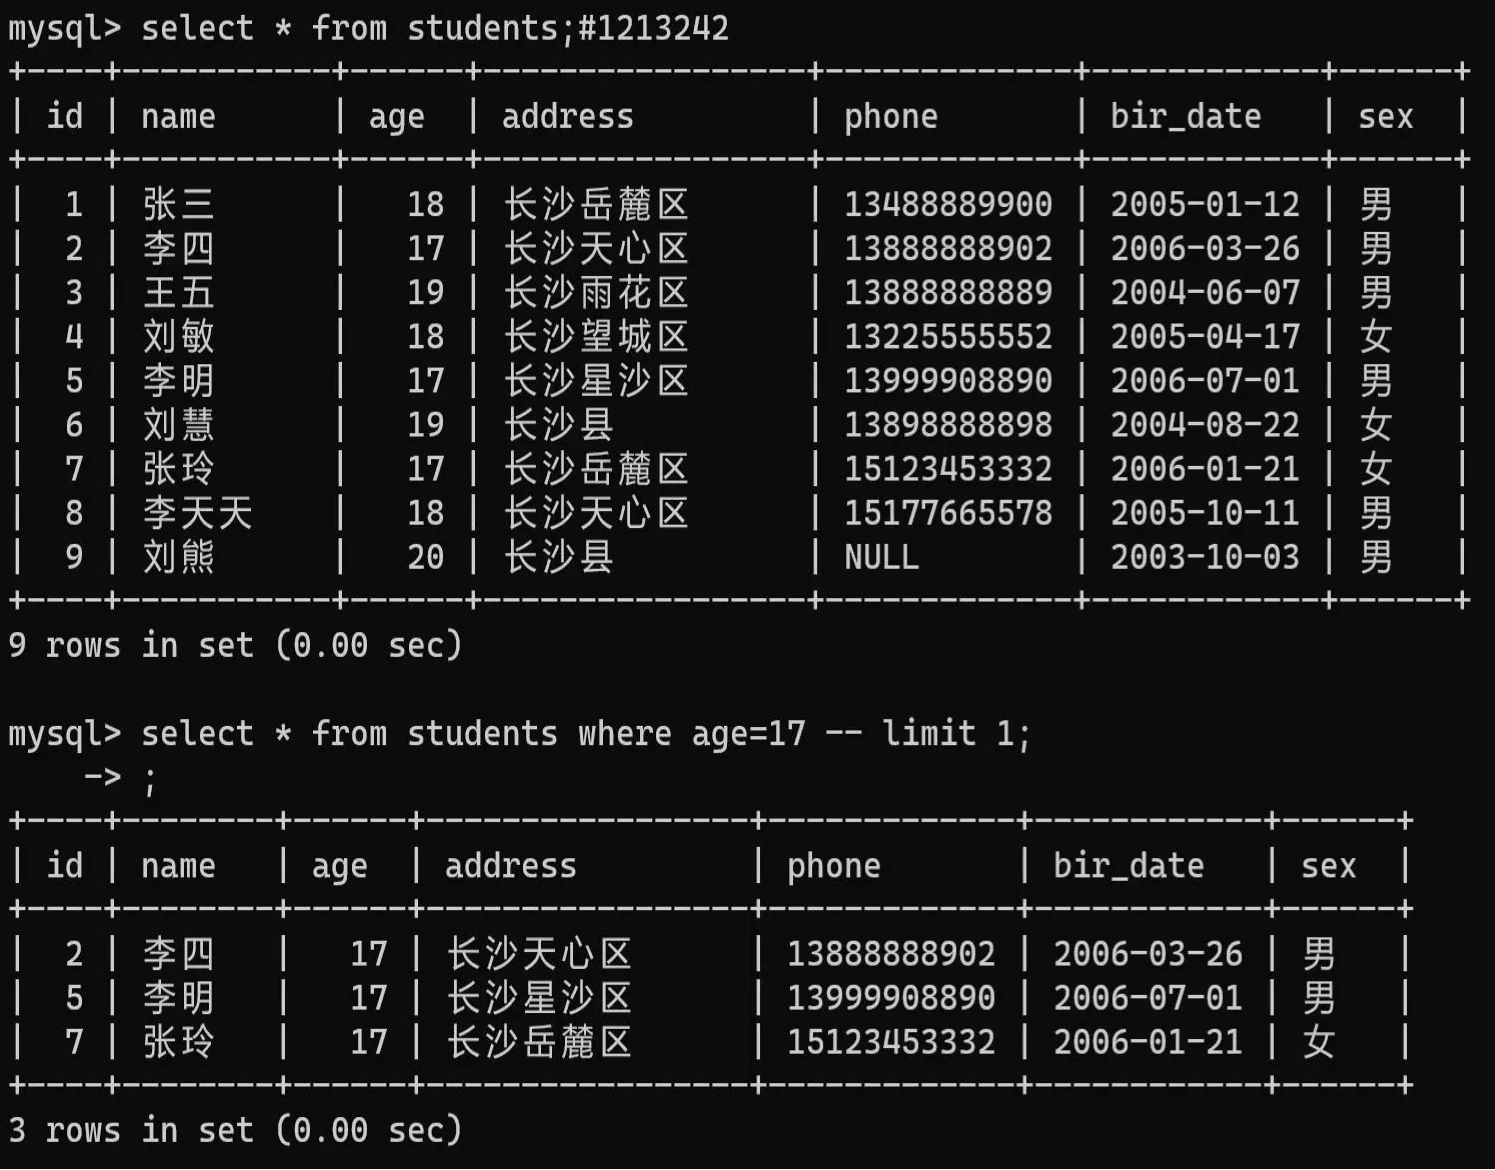 mysql> select * from students;#1213242
+----+-----------+------+-----------------+-------------+------------+------+
| id | name      | age  | address         | phone       | bir_date   | sex  |
+----+-----------+------+-----------------+-------------+------------+------+
|  1 | 张三      |   18 | 长沙岳麓区      | 13488889900 | 2005-01-12 | 男   |
|  2 | 李四      |   17 | 长沙天心区      | 13888888902 | 2006-03-26 | 男   |
|  3 | 王五      |   19 | 长沙雨花区      | 13888888889 | 2004-06-07 | 男   |
|  4 | 刘敏      |   18 | 长沙望城区      | 13225555552 | 2005-04-17 | 女   |
|  5 | 李明      |   17 | 长沙星沙区      | 13999908890 | 2006-07-01 | 男   |
|  6 | 刘慧      |   19 | 长沙县          | 13898888898 | 2004-08-22 | 女   |
|  7 | 张玲      |   17 | 长沙岳麓区      | 15123453332 | 2006-01-21 | 女   |
|  8 | 李天天    |   18 | 长沙天心区      | 15177665578 | 2005-10-11 | 男   |
|  9 | 刘熊      |   20 | 长沙县          | NULL        | 2003-10-03 | 男   |
+----+-----------+------+-----------------+-------------+------------+------+
9 rows in set (0.00 sec)
mysql> select * from students where age=17 -- limit 1;
    -> ;
+----+--------+------+-----------------+-------------+------------+------+
| id | name   | age  | address         | phone       | bir_date   | sex  |
+----+--------+------+-----------------+-------------+------------+------+
|  2 | 李四   |   17 | 长沙天心区      | 13888888902 | 2006-03-26 | 男   |
|  5 | 李明   |   17 | 长沙星沙区      | 13999908890 | 2006-07-01 | 男   |
|  7 | 张玲   |   17 | 长沙岳麓区      | 15123453332 | 2006-01-21 | 女   |
+----+--------+------+-----------------+-------------+------------+------+
3 rows in set (0.00 sec)